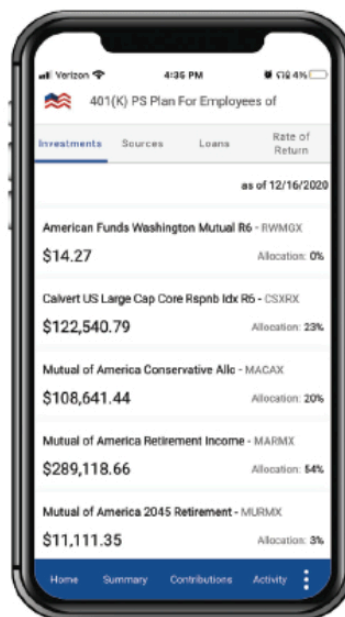 Verizon 4:35 PM 4%
401(K) PS Plan For Employees of
Investments Sources Loans Rate of Return
as of 12/16/2020
American Funds Washington Mutual R6 - RWMGX
$14.27 Allocation: 0%
Calvert US Large Cap Core Rspnb Idx R6 - CSXRX
$122,540.79 Allocation: 23%
Mutual of America Conservative Allc - MACAX
$108,641.44 Allocation: 20%
Mutual of America Retirement Income - MARMX
$289,118.66 Allocation: 54%
Mutual of America 2045 Retirement - MURMX
$11,111.35 Allocation: 3%
Home Summary Contributions Activity